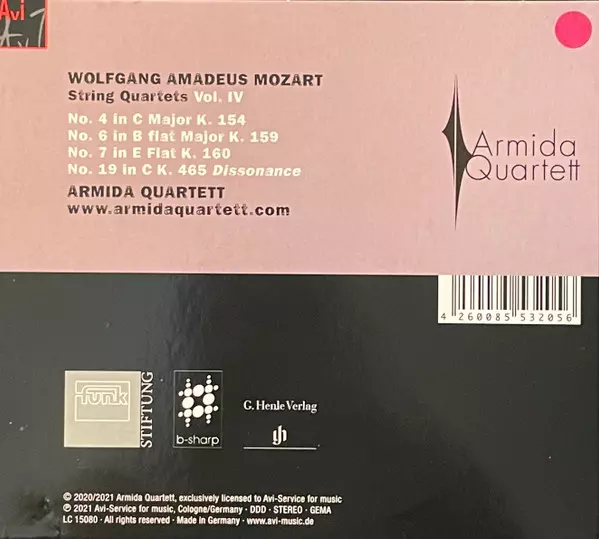 Avi
WOLFGANG AMADEUS MOZART
String Quartets Vol. IV
No. 4 in C Major K. 154
No. 6 in B flat Major K. 159
No. 7 in E Flat K. 160
No. 19 in C K. 465 Dissonance
ARMIDA QUARTETT
www.armidaquartett.com
Armida
Quartett
4 260085 532056
funk
STIFTUNG
b-sharp
G. Henle Verlag
© 2020/2021 Armida Quartett, exclusively licensed to Avi-Service for music
℗ 2021 Avi-Service for music, Cologne/Germany · DDD · STEREO · GEMA
LC 15080 · All rights reserved · Made in Germany · www.avi-music.de